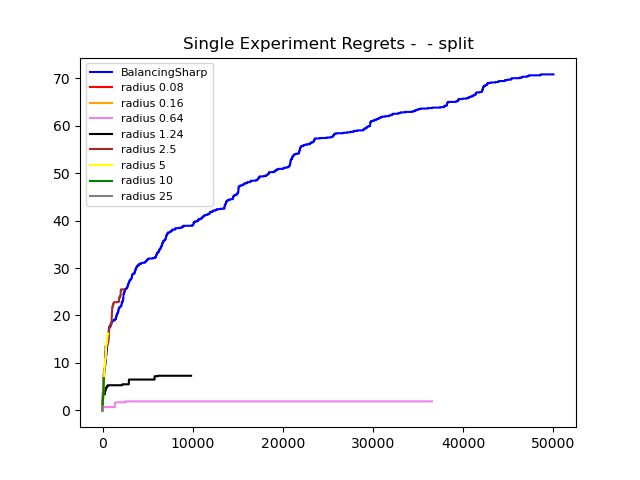 Single Experiment Regrets -  - split
BalancingSharp
radius 0.08
radius 0.16
radius 0.64
radius 1.24
radius 2.5
radius 5
radius 10
radius 25
70
60
50
40
30
20
10
0
0 10000 20000 30000 40000 50000